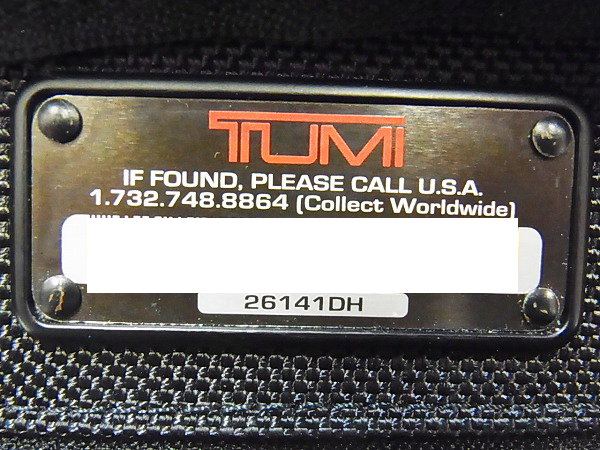 TUMI
IF FOUND, PLEASE CALL U.S.A.
1.732.748.8864 (Collect Worldwide)
26141DH